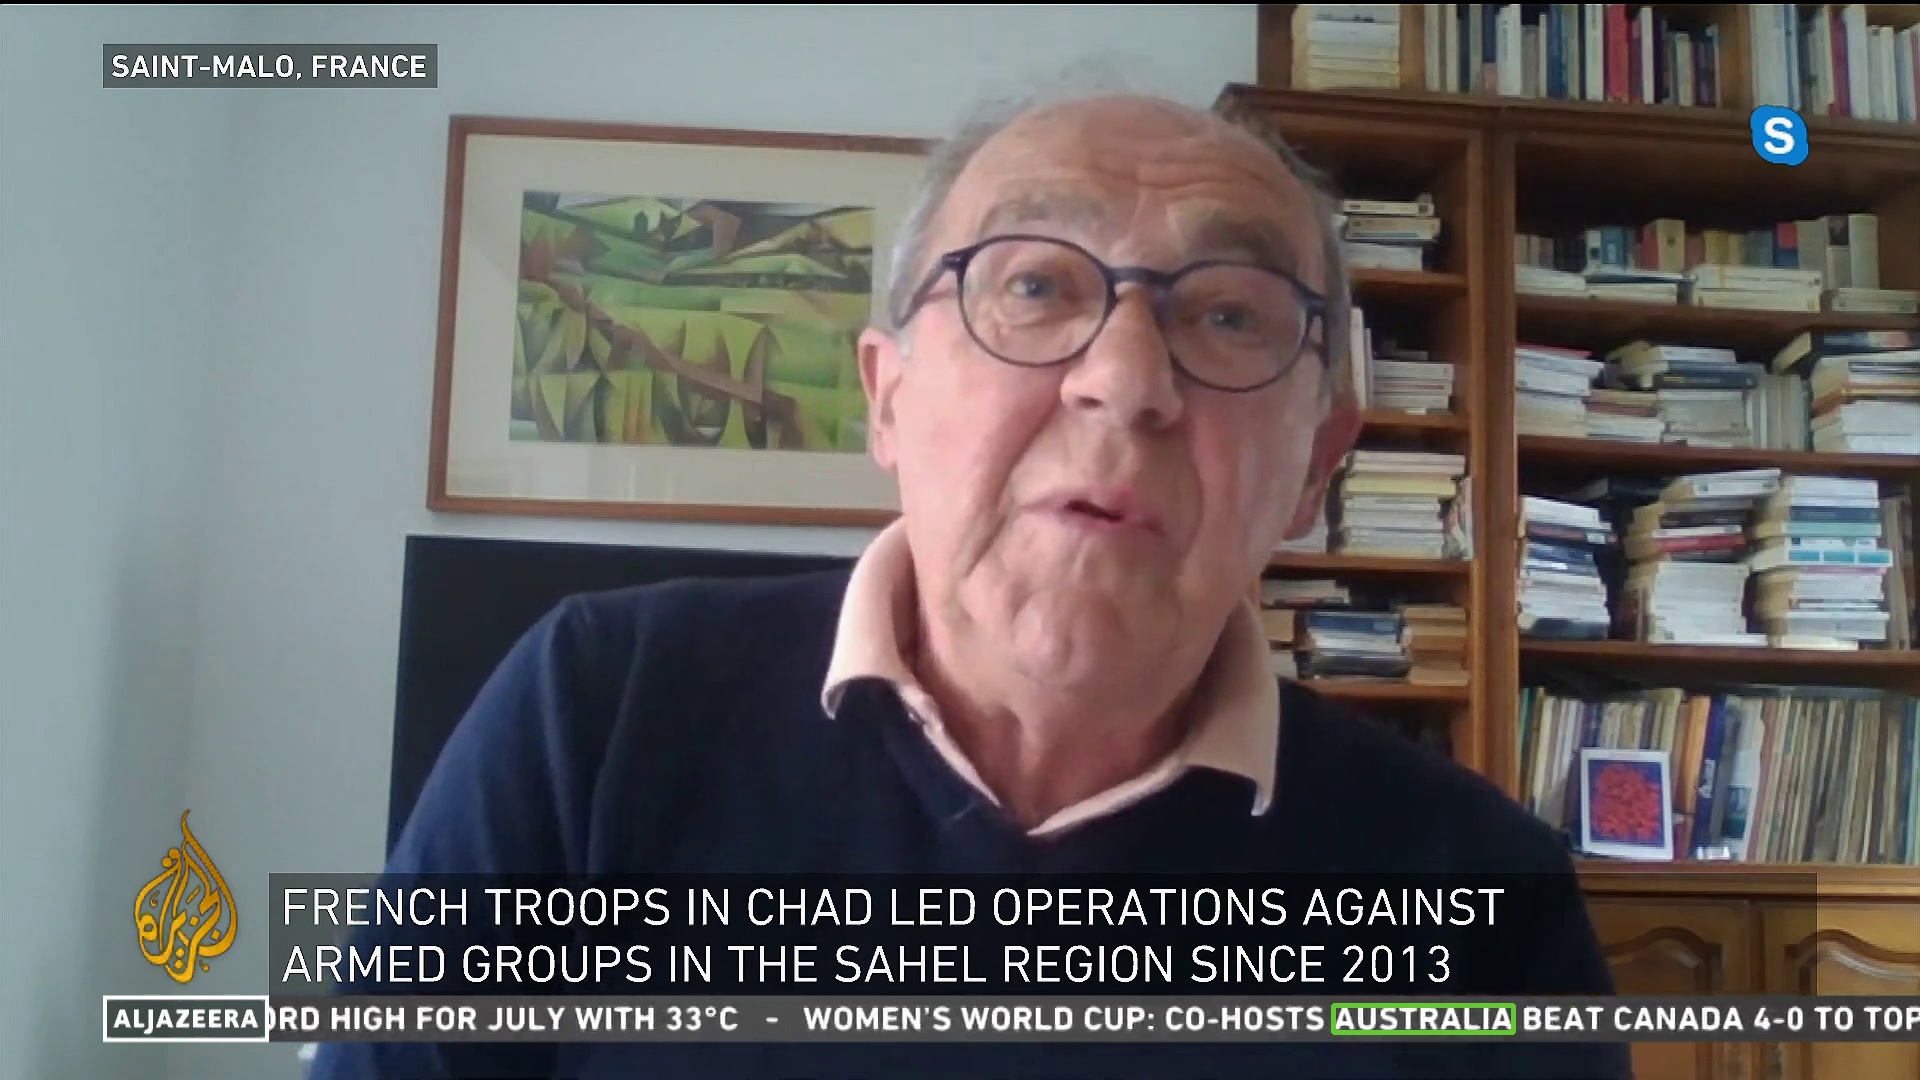 SAINT-MALO, FRANCE
S
FRENCH TROOPS IN CHAD LED OPERATIONS AGAINST
ARMED GROUPS IN THE SAHEL REGION SINCE 2013
ALJAZEERA
ORD HIGH FOR JULY WITH 33°C - WOMEN'S WORLD CUP: CO-HOSTS AUSTRALIA BEAT CANADA 4-0 TO TOP